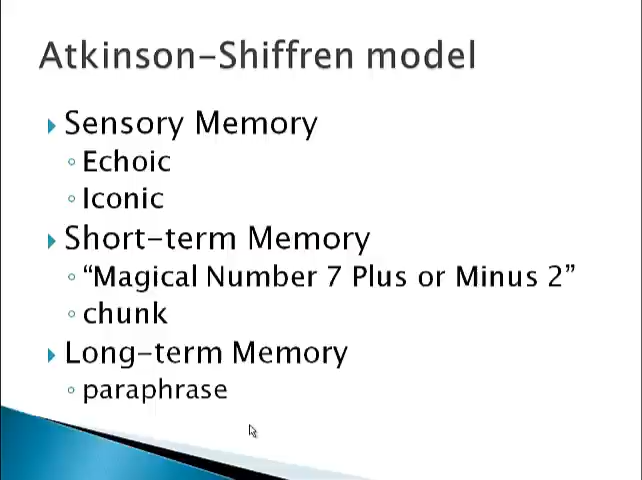 Atkinson-Shiffren model
Sensory Memory
Echoic
Iconic
Short-term Memory
“Magical Number 7 Plus or Minus 2”
chunk
Long-term Memory
paraphrase